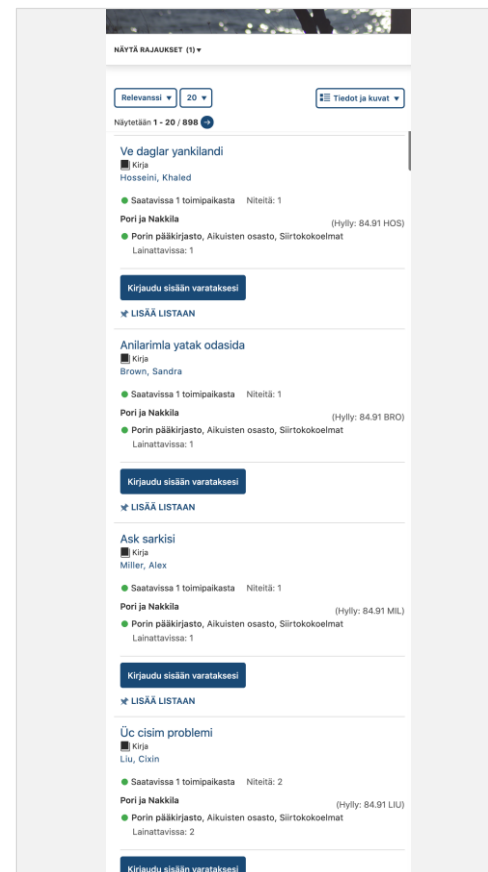 NÄYTÄ RAJAUKSET (1) ▾
Relevanssi ▾ 20 ▾ Tiedot ja kuvat ▾
Näytetään 1 - 20 / 898
Ve daglar yankilandi
Kirja
Hosseini, Khaled
Saatavissa 1 toimipaikasta Niteitä: 1
Pori ja Nakkila (Hylly: 84.91 HOS)
Porin pääkirjasto, Aikuisten osasto, Siirtokokoelmat
Lainattavissa: 1
Kirjaudu sisään varataksesi
LISÄÄ LISTAAN
Anilarimla yatak odasida
Kirja
Brown, Sandra
Saatavissa 1 toimipaikasta Niteitä: 1
Pori ja Nakkila (Hylly: 84.91 BRO)
Porin pääkirjasto, Aikuisten osasto, Siirtokokoelmat
Lainattavissa: 1
Kirjaudu sisään varataksesi
LISÄÄ LISTAAN
Ask sarkisi
Kirja
Miller, Alex
Saatavissa 1 toimipaikasta Niteitä: 1
Pori ja Nakkila (Hylly: 84.91 MIL)
Porin pääkirjasto, Aikuisten osasto, Siirtokokoelmat
Lainattavissa: 1
Kirjaudu sisään varataksesi
LISÄÄ LISTAAN
Üc cisim problemi
Kirja
Liu, Cixin
Saatavissa 1 toimipaikasta Niteitä: 2
Pori ja Nakkila (Hylly: 84.91 LIU)
Porin pääkirjasto, Aikuisten osasto, Siirtokokoelmat
Lainattavissa: 2
Kirjaudu sisään varataksesi